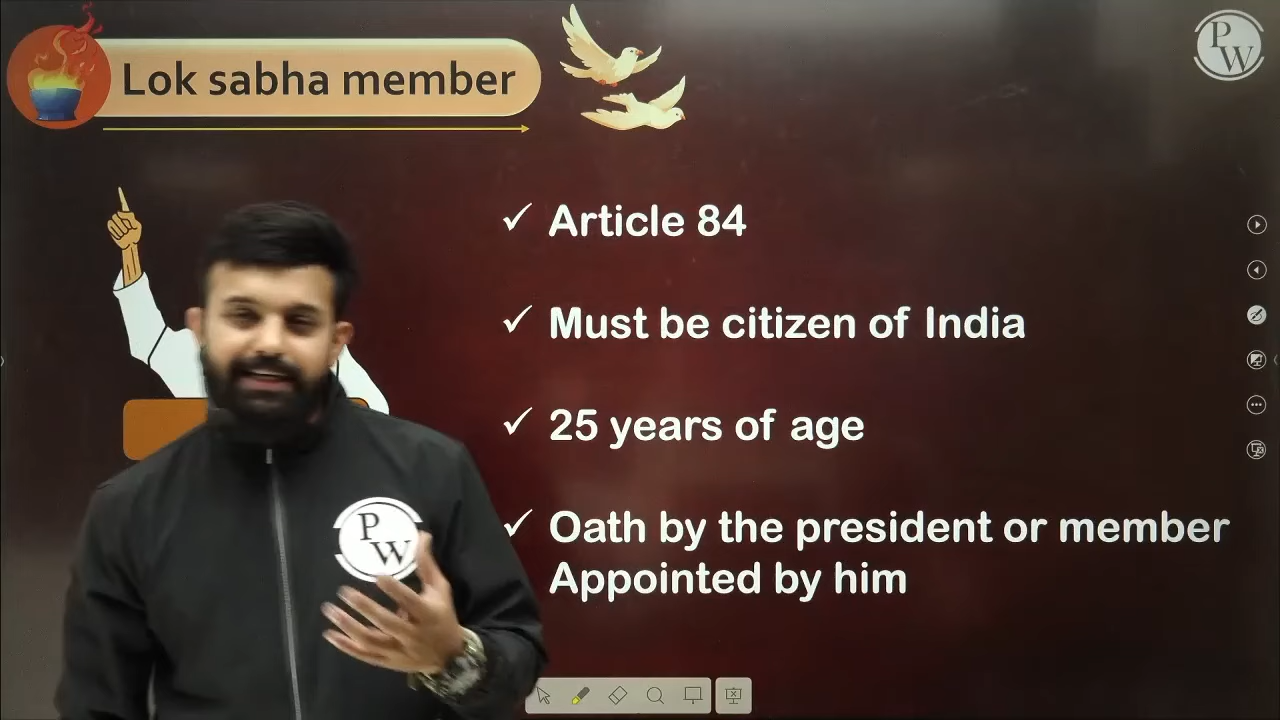 Lok sabha member
PW
Article 84
Must be citizen of India
25 years of age
Oath by the president or member
Appointed by him
PW